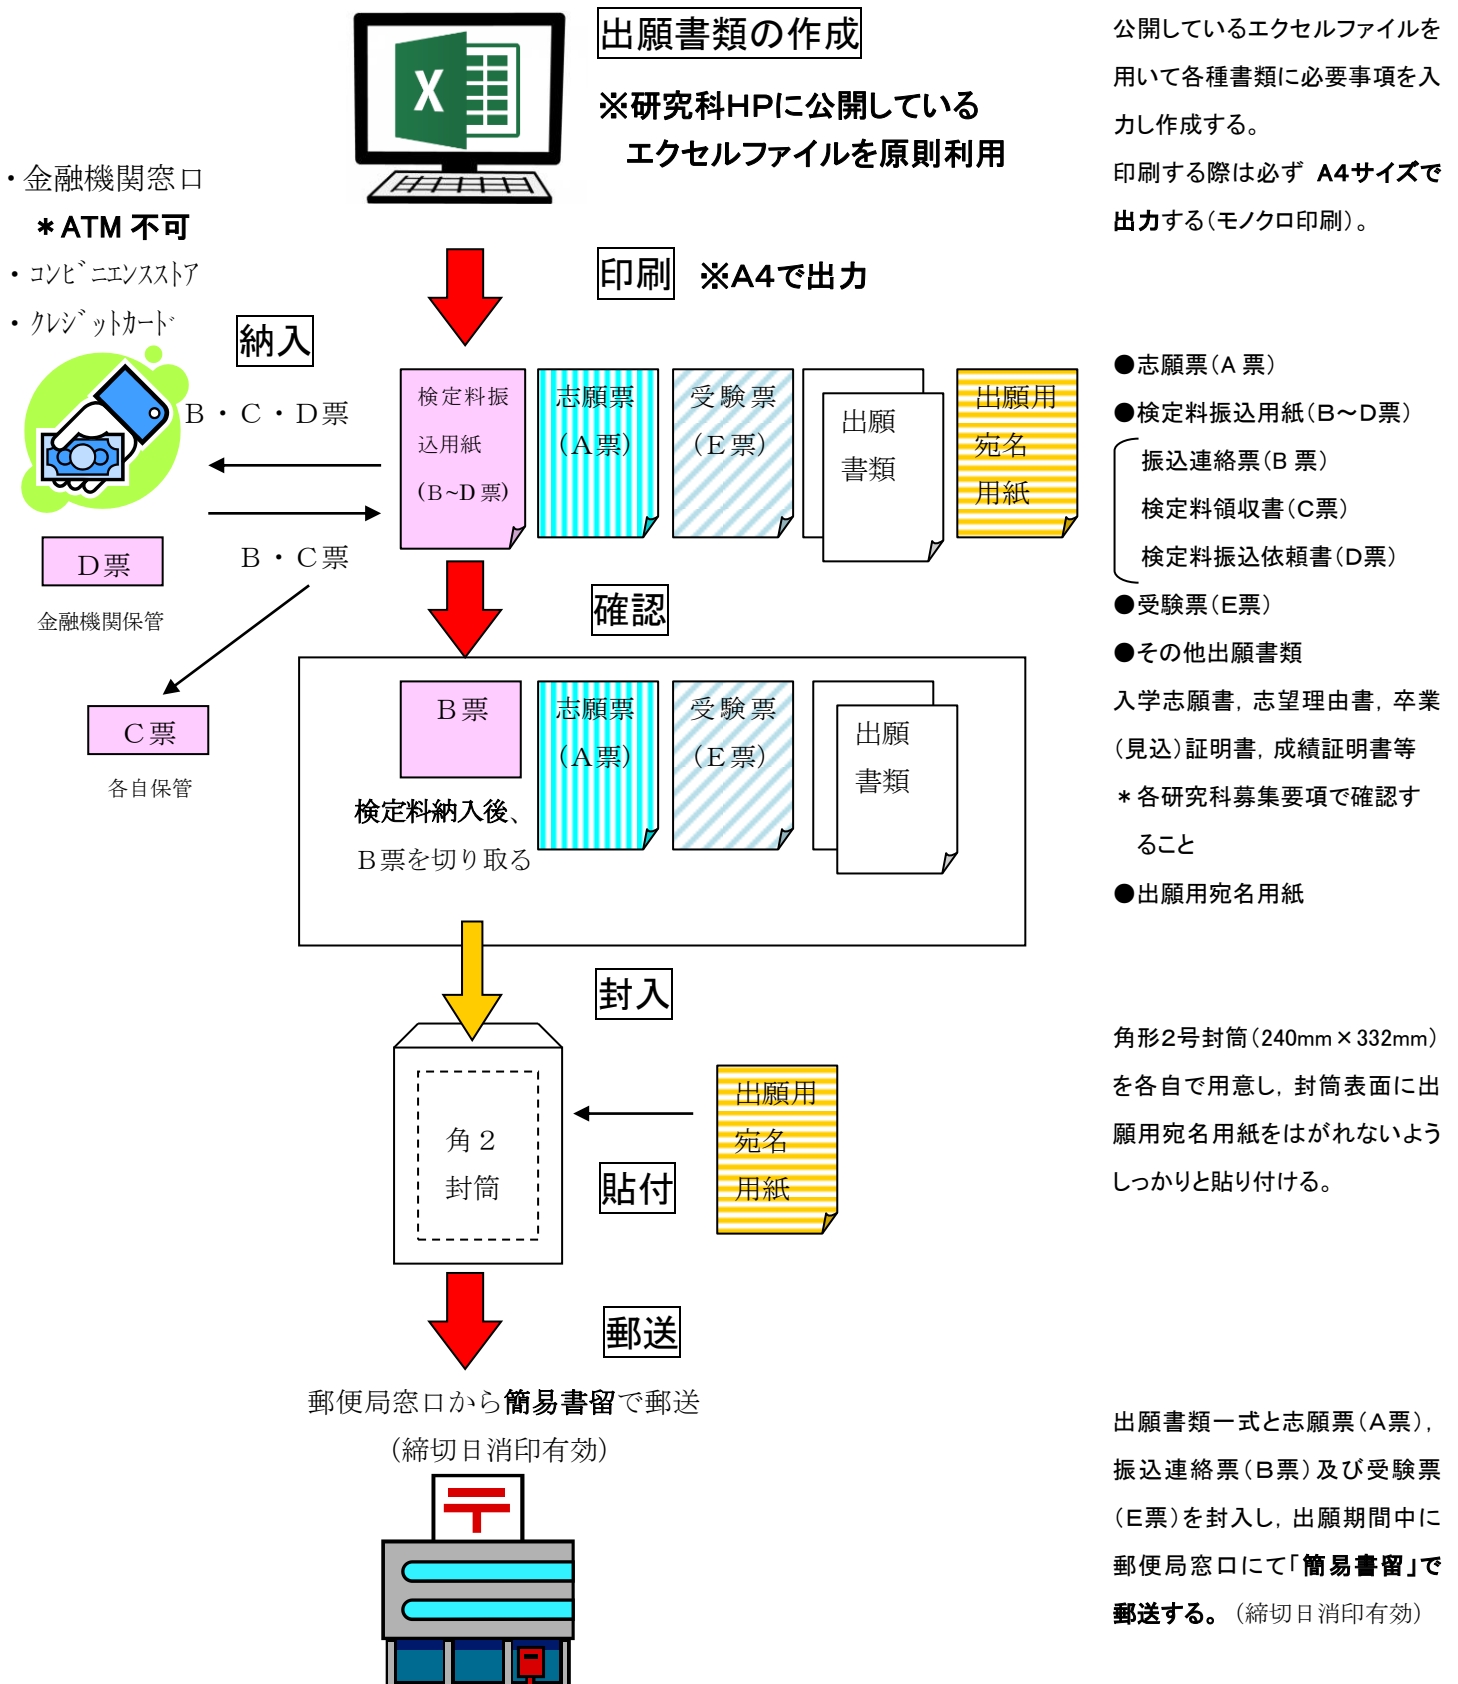 出願書類の作成
※研究科HPに公開している
エクセルファイルを原則利用
公開しているエクセルファイルを
用いて各種書類に必要事項を入
力し作成する。
印刷する際は必ず A4サイズで
出力する(モノクロ印刷)。
・金融機関窓口
＊ATM 不可
・コンビニエンスストア
・クレジットカード
印刷
※A4で出力
納入
B・C・D票
B・C票
D票
金融機関保管
C票
各自保管
検定料振
込用紙
(B~D 票)
志願票
(A票)
受験票
(E票)
出願
書類
出願用
宛名
用紙
●志願票(A 票)
●検定料振込用紙(B～D票)
振込連絡票(B 票)
検定料領収書(C票)
検定料振込依頼書(D票)
●受験票(E票)
●その他出願書類
入学志願書, 志望理由書, 卒業
(見込)証明書, 成績証明書等
＊各研究科募集要項で確認す
ること
●出願用宛名用紙
確認
B票
検定料納入後、
B票を切り取る
志願票
(A票)
受験票
(E票)
出願
書類
封入
角２
封筒
貼付
出願用
宛名
用紙
角形2号封筒(240mm×332mm)
を各自で用意し, 封筒表面に出
願用宛名用紙をはがれないよう
しっかりと貼り付ける。
郵送
郵便局窓口から簡易書留で郵送
(締切日消印有効)
〒
出願書類一式と志願票(A票),
振込連絡票(B票)及び受験票
(E票)を封入し, 出願期間中に
郵便局窓口にて「簡易書留」で
郵送する。(締切日消印有効)
X